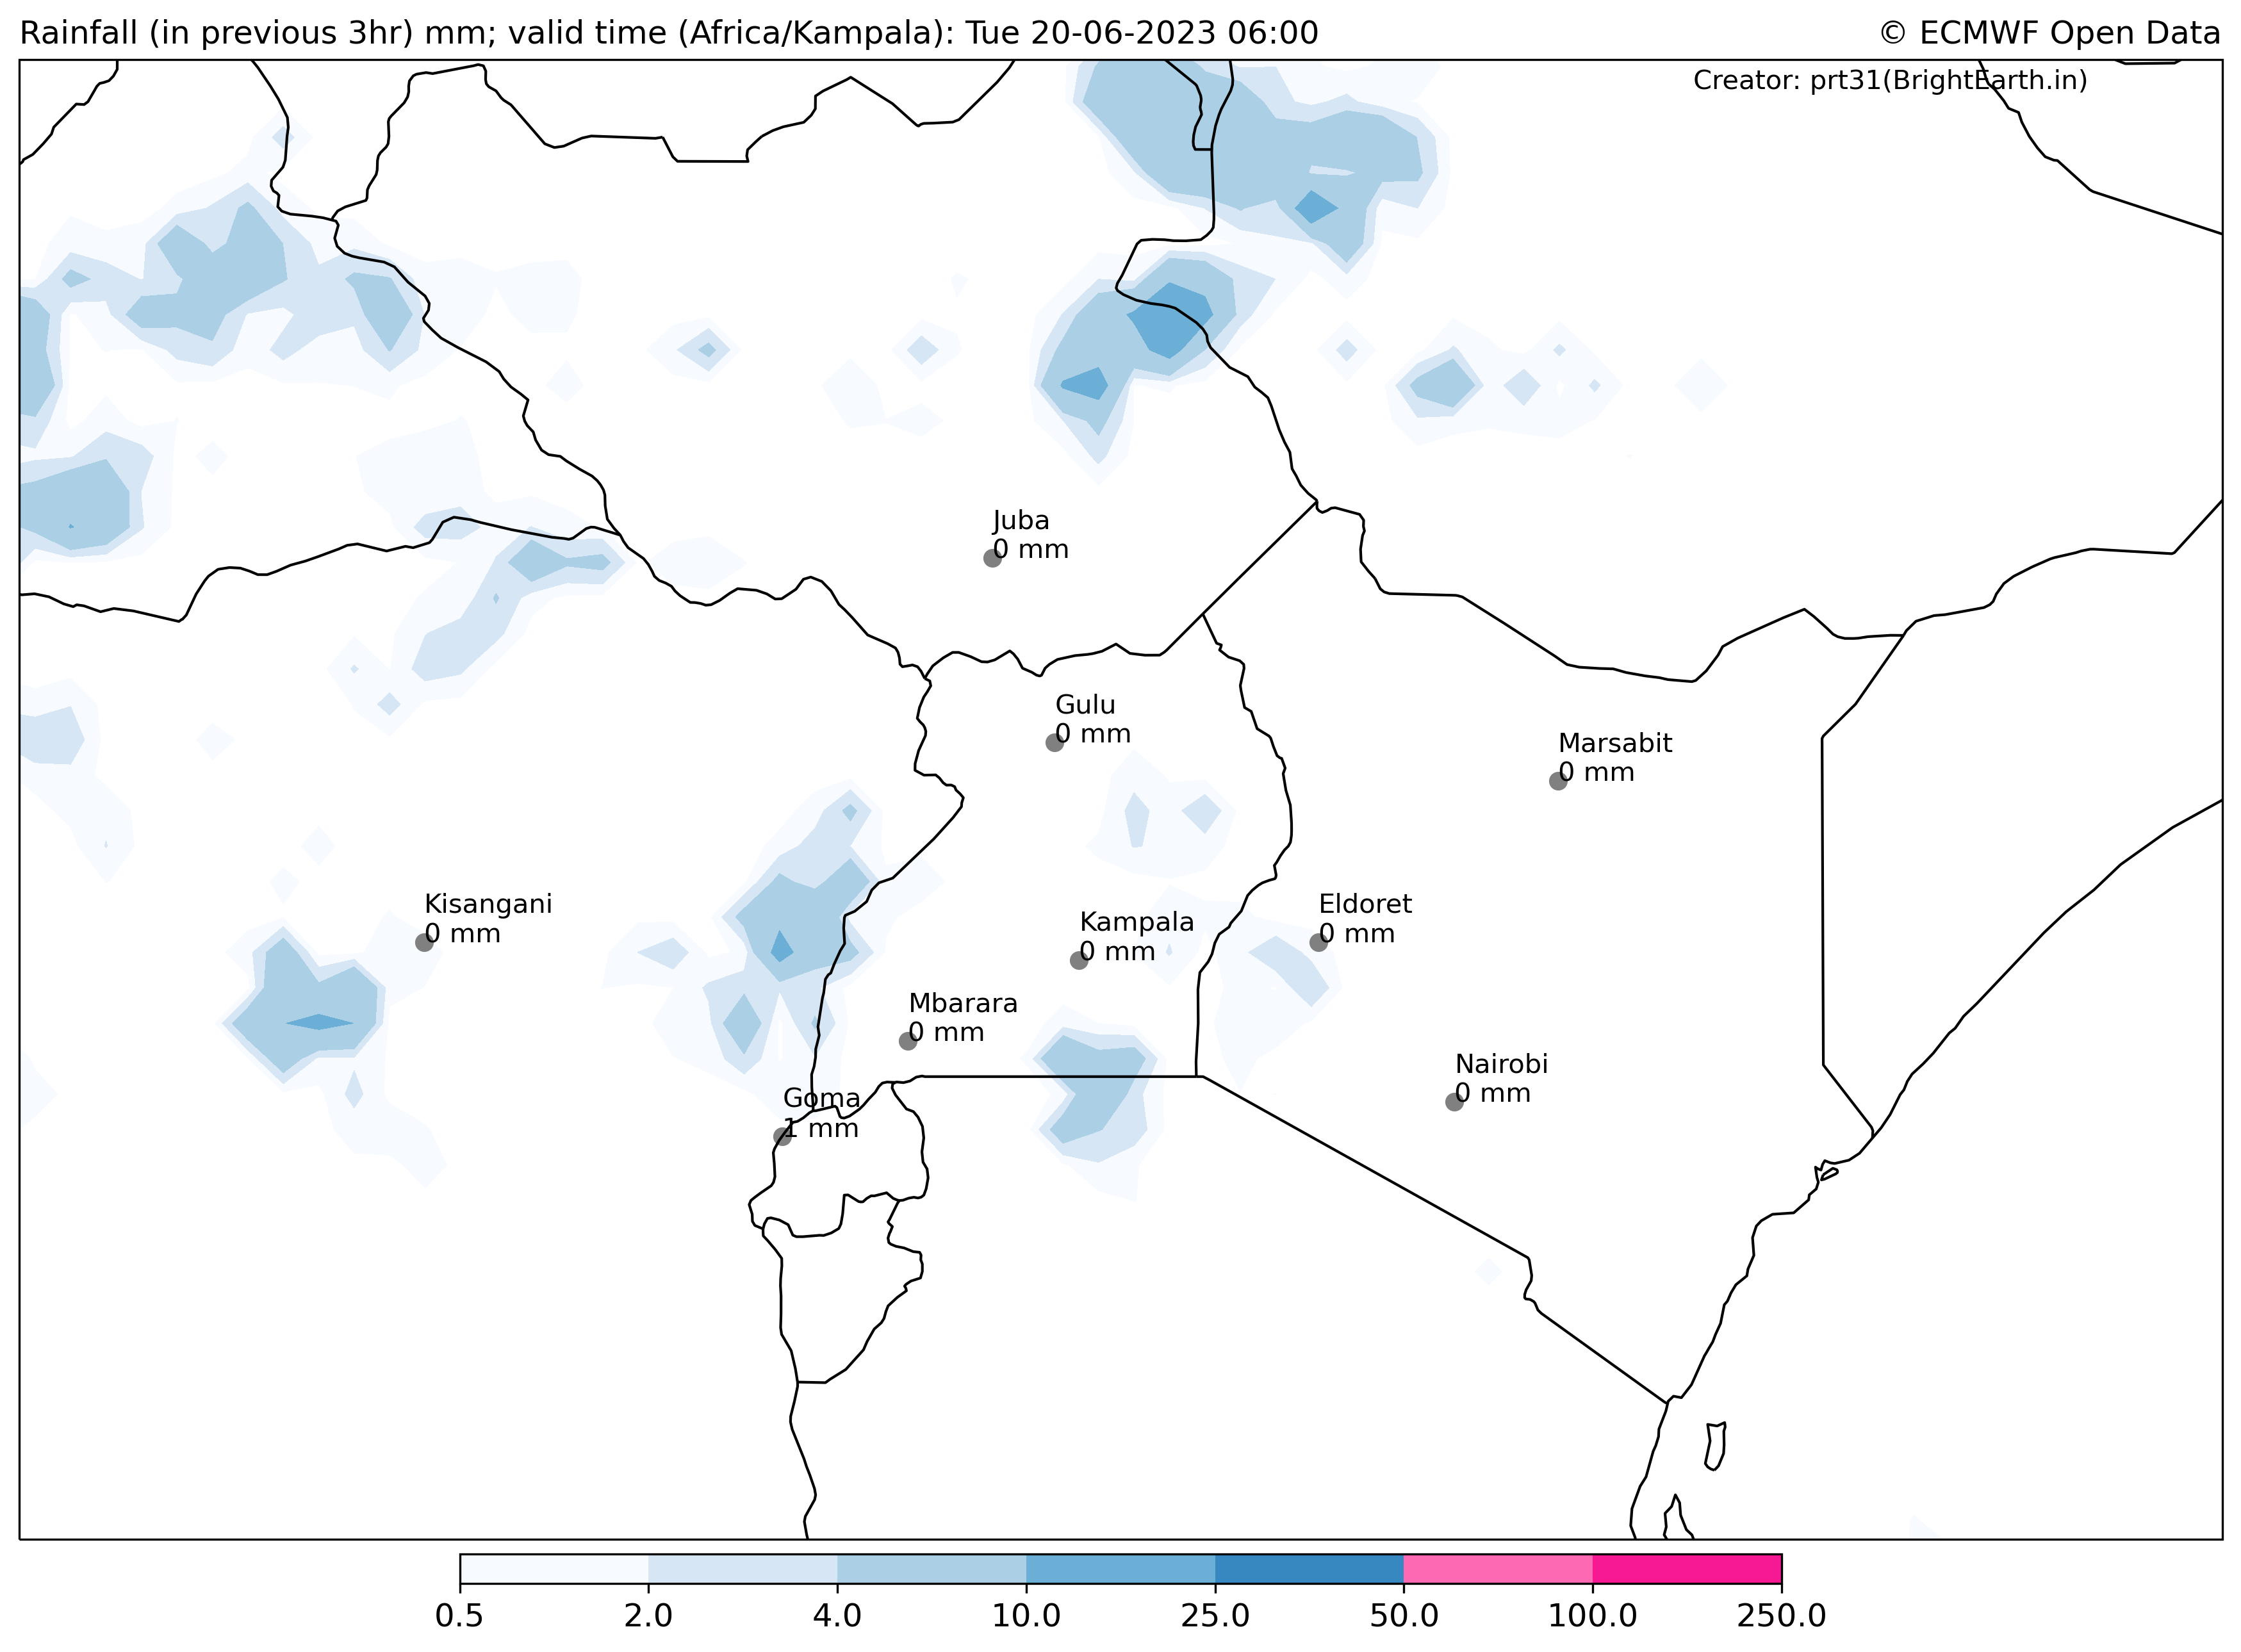 Rainfall (in previous 3hr) mm; valid time (Africa/Kampala): Tue 20-06-2023 06:00
© ECMWF Open Data
Creator: prt31(BrightEarth.in)
Juba
0 mm
Gulu
0 mm
Marsabit
0 mm
Kisangani
0 mm
Kampala
0 mm
Eldoret
0 mm
Mbarara
0 mm
Nairobi
0 mm
Goma
1 mm
0.5 2.0 4.0 10.0 25.0 50.0 100.0 250.0